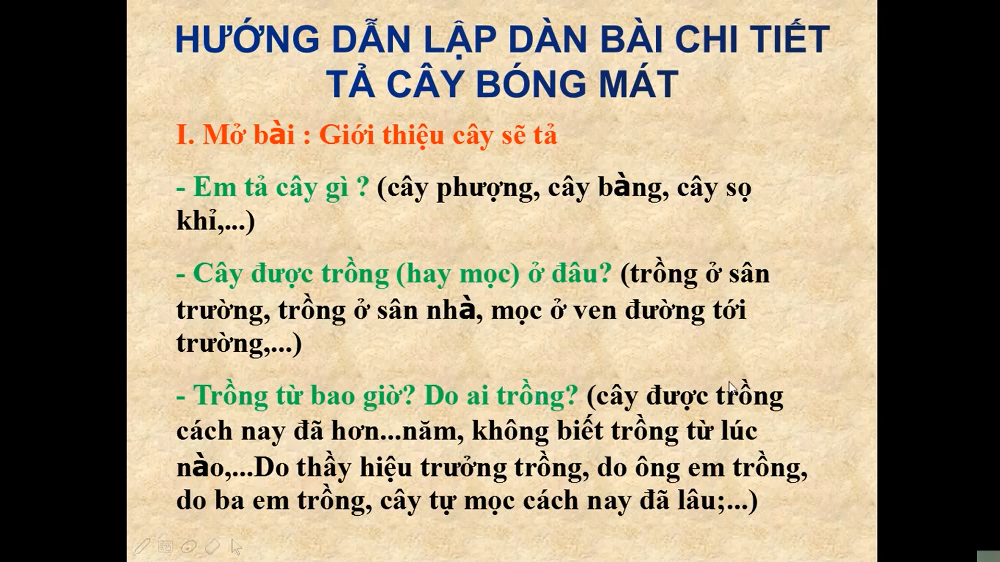 HƯỚNG DẪN LẬP DÀN BÀI CHI TIẾT
TẢ CÂY BÓNG MÁT
I. Mở bài : Giới thiệu cây sẽ tả
- Em tả cây gì ? (cây phượng, cây bàng, cây sọ
khỉ,...)
- Cây được trồng (hay mọc) ở đâu? (trồng ở sân
trường, trồng ở sân nhà, mọc ở ven đường tới
trường,...)
- Trồng từ bao giờ? Do ai trồng? (cây được trồng
cách nay đã hơn...năm, không biết trồng từ lúc
nào,...Do thầy hiệu trưởng trồng, do ông em trồng,
do ba em trồng, cây tự mọc cách nay đã lâu;...)